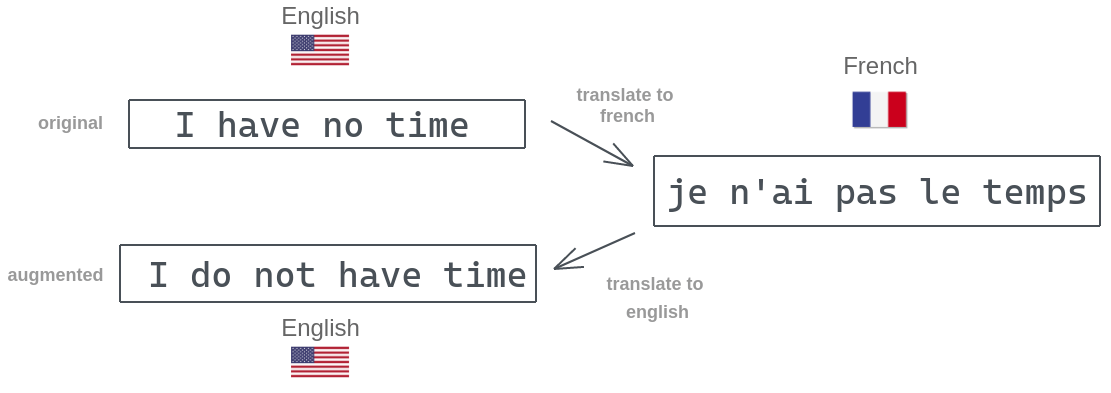 English
French
translate to
french
original
I have no time
je n'ai pas le temps
augmented
I do not have time
translate to
english
English